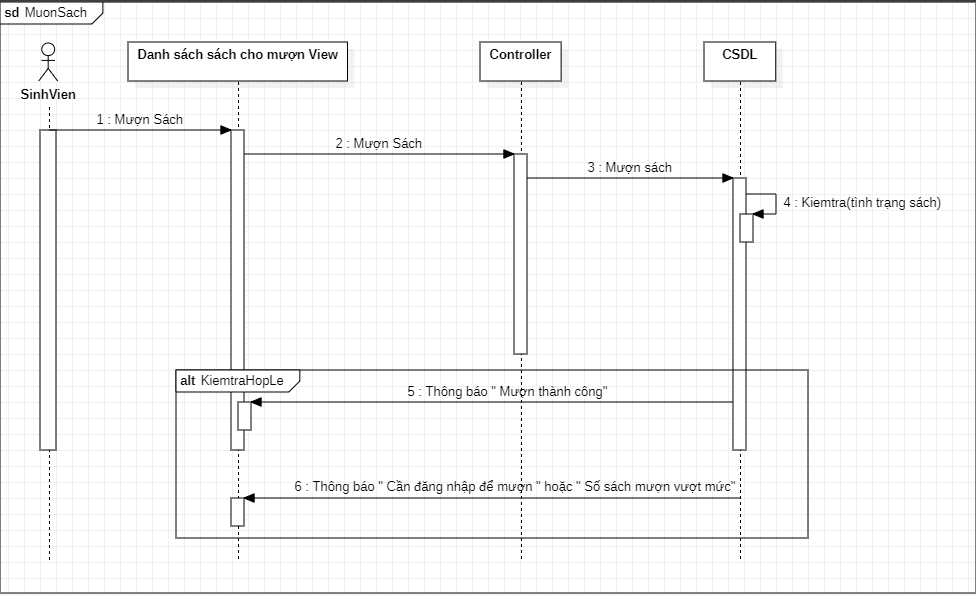 sd MuonSach
SinhVien
Danh sách sách cho mượn View
Controller
CSDL
1 : Mượn Sách
2 : Mượn Sách
3 : Mượn sách
4 : Kiemtra(tình trạng sách)
alt KiemtraHopLe
5 : Thông báo " Mượn thành công"
6 : Thông báo " Cần đăng nhập để mượn " hoặc " Số sách mượn vượt mức"